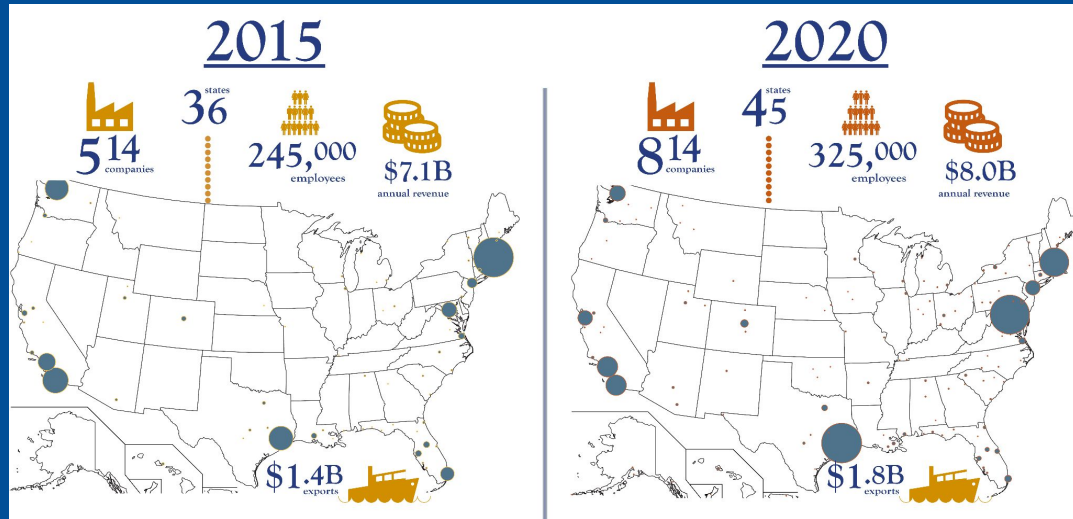 2015
514
companies
36
states
245,000
employees
$7.1B
annual revenue
$1.4B
exports
2020
814
companies
45
states
325,000
employees
$8.0B
annual revenue
$1.8B
exports